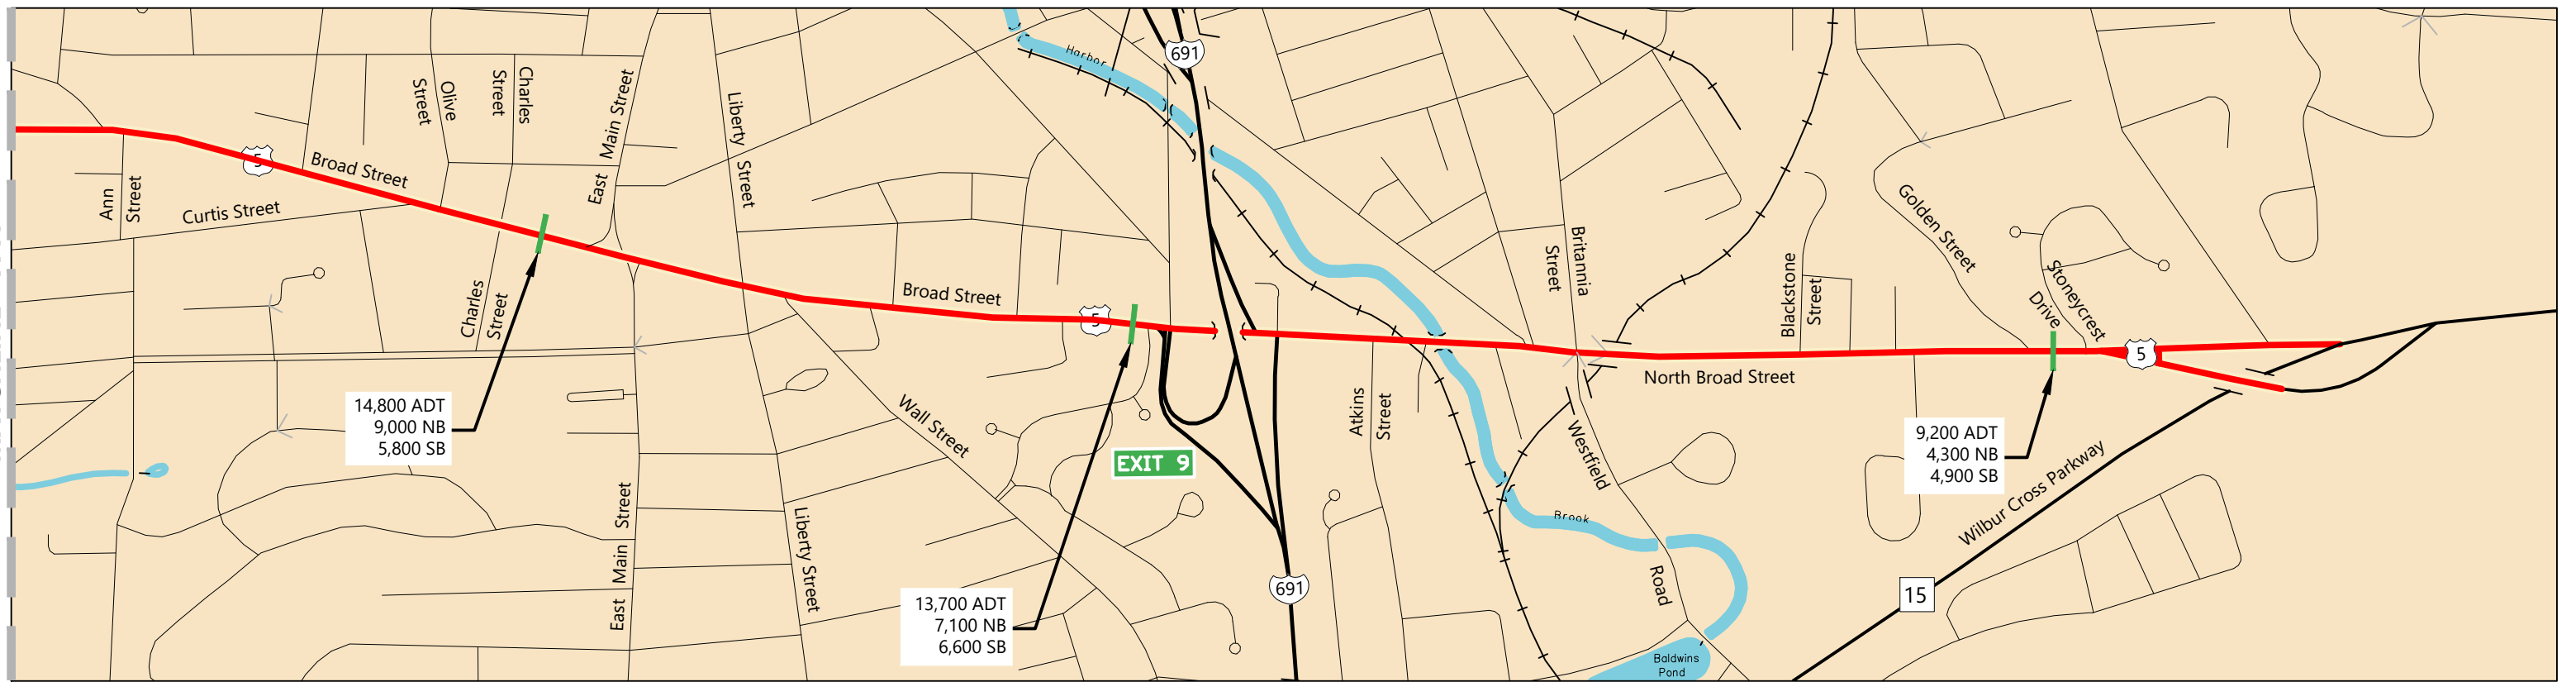 Harbor
691
Olive
Street
Charles
Street
East Main Street
Liberty
Street
5
Broad Street
Ann
Street
Curtis Street
Charles
Street
Broad Street
5
Britannia
Street
Blackstone
Street
Golden Street
Stoneycrest
Drive
5
North Broad Street
14,800 ADT
9,000 NB
5,800 SB
Wall Street
EXIT 9
Atkins
Street
Westfield
Road
9,200 ADT
4,300 NB
4,900 SB
Wilbur Cross Parkway
15
East Main Street
Liberty Street
Brook
691
13,700 ADT
7,100 NB
6,600 SB
Baldwins
Pond